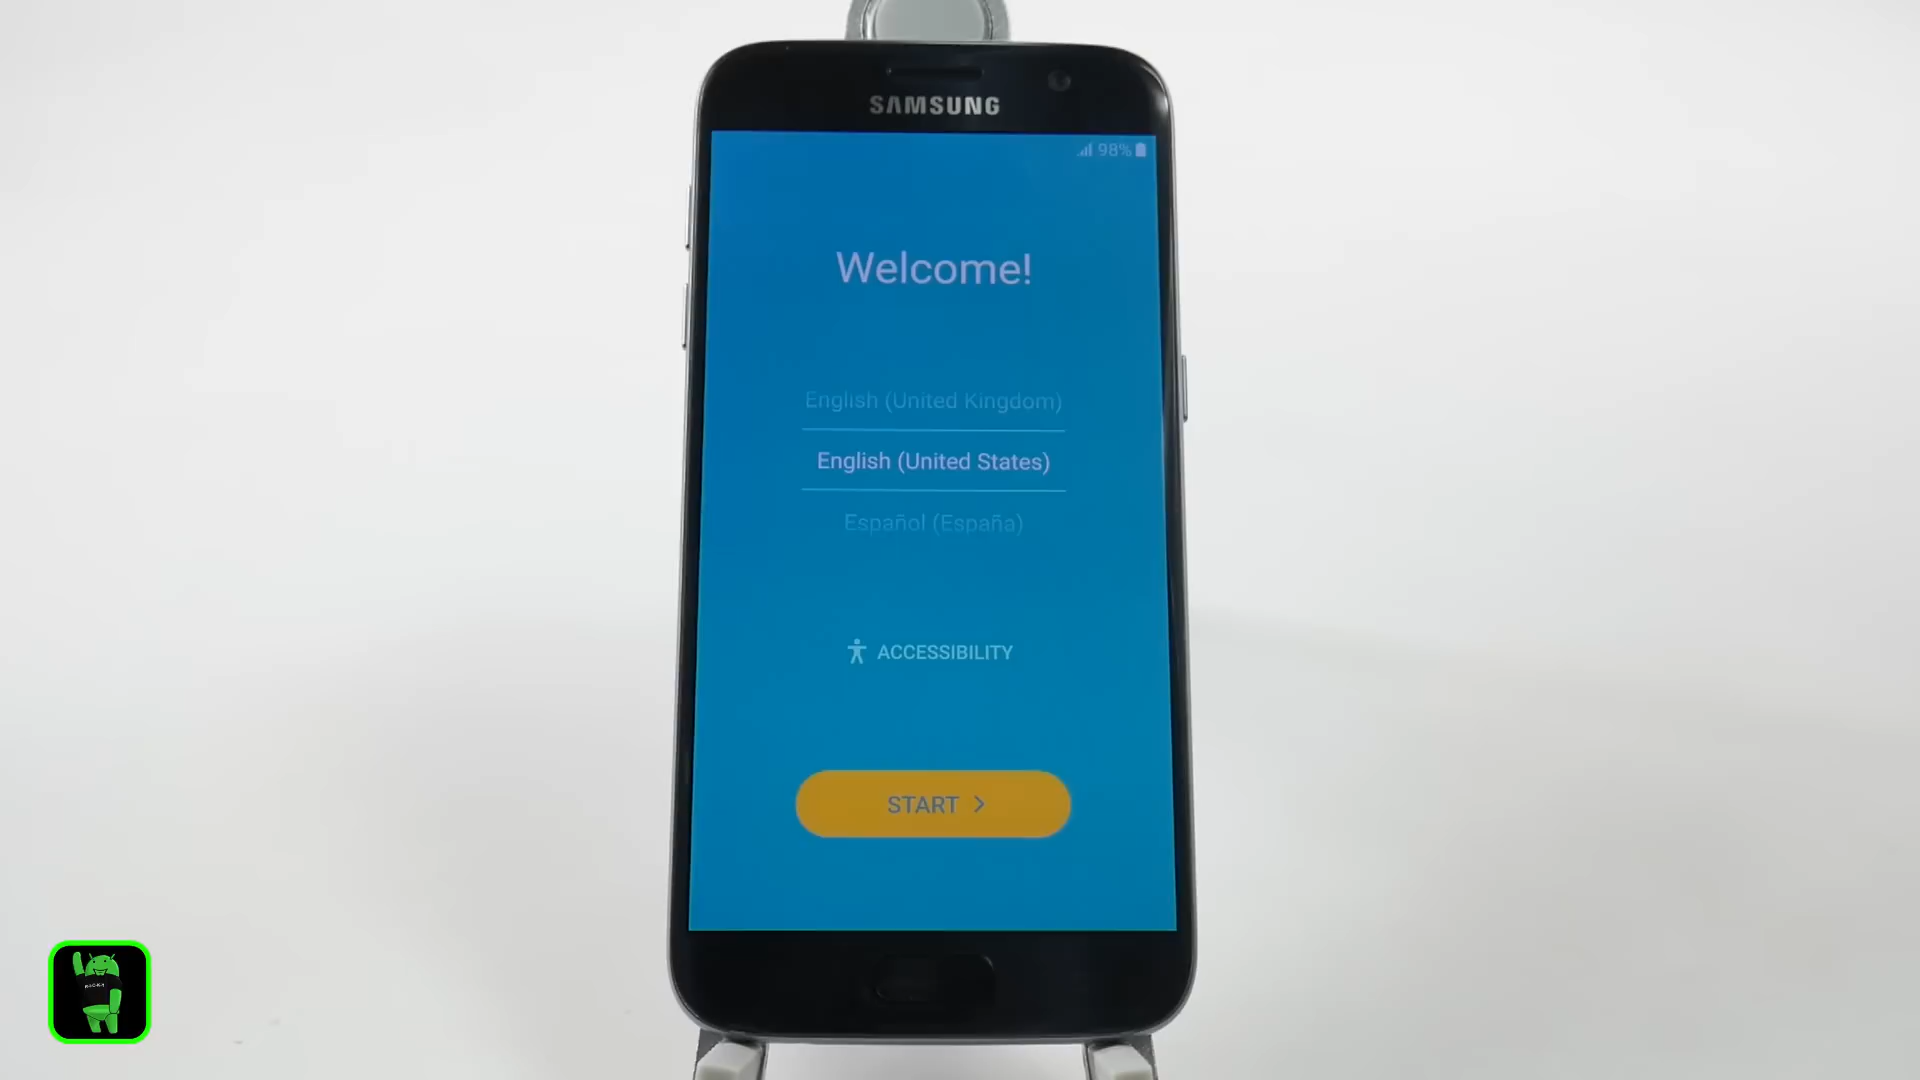 SAMSUNG
98%
Welcome!
English (United Kingdom)
English (United States)
Español (España)
ACCESSIBILITY
START >